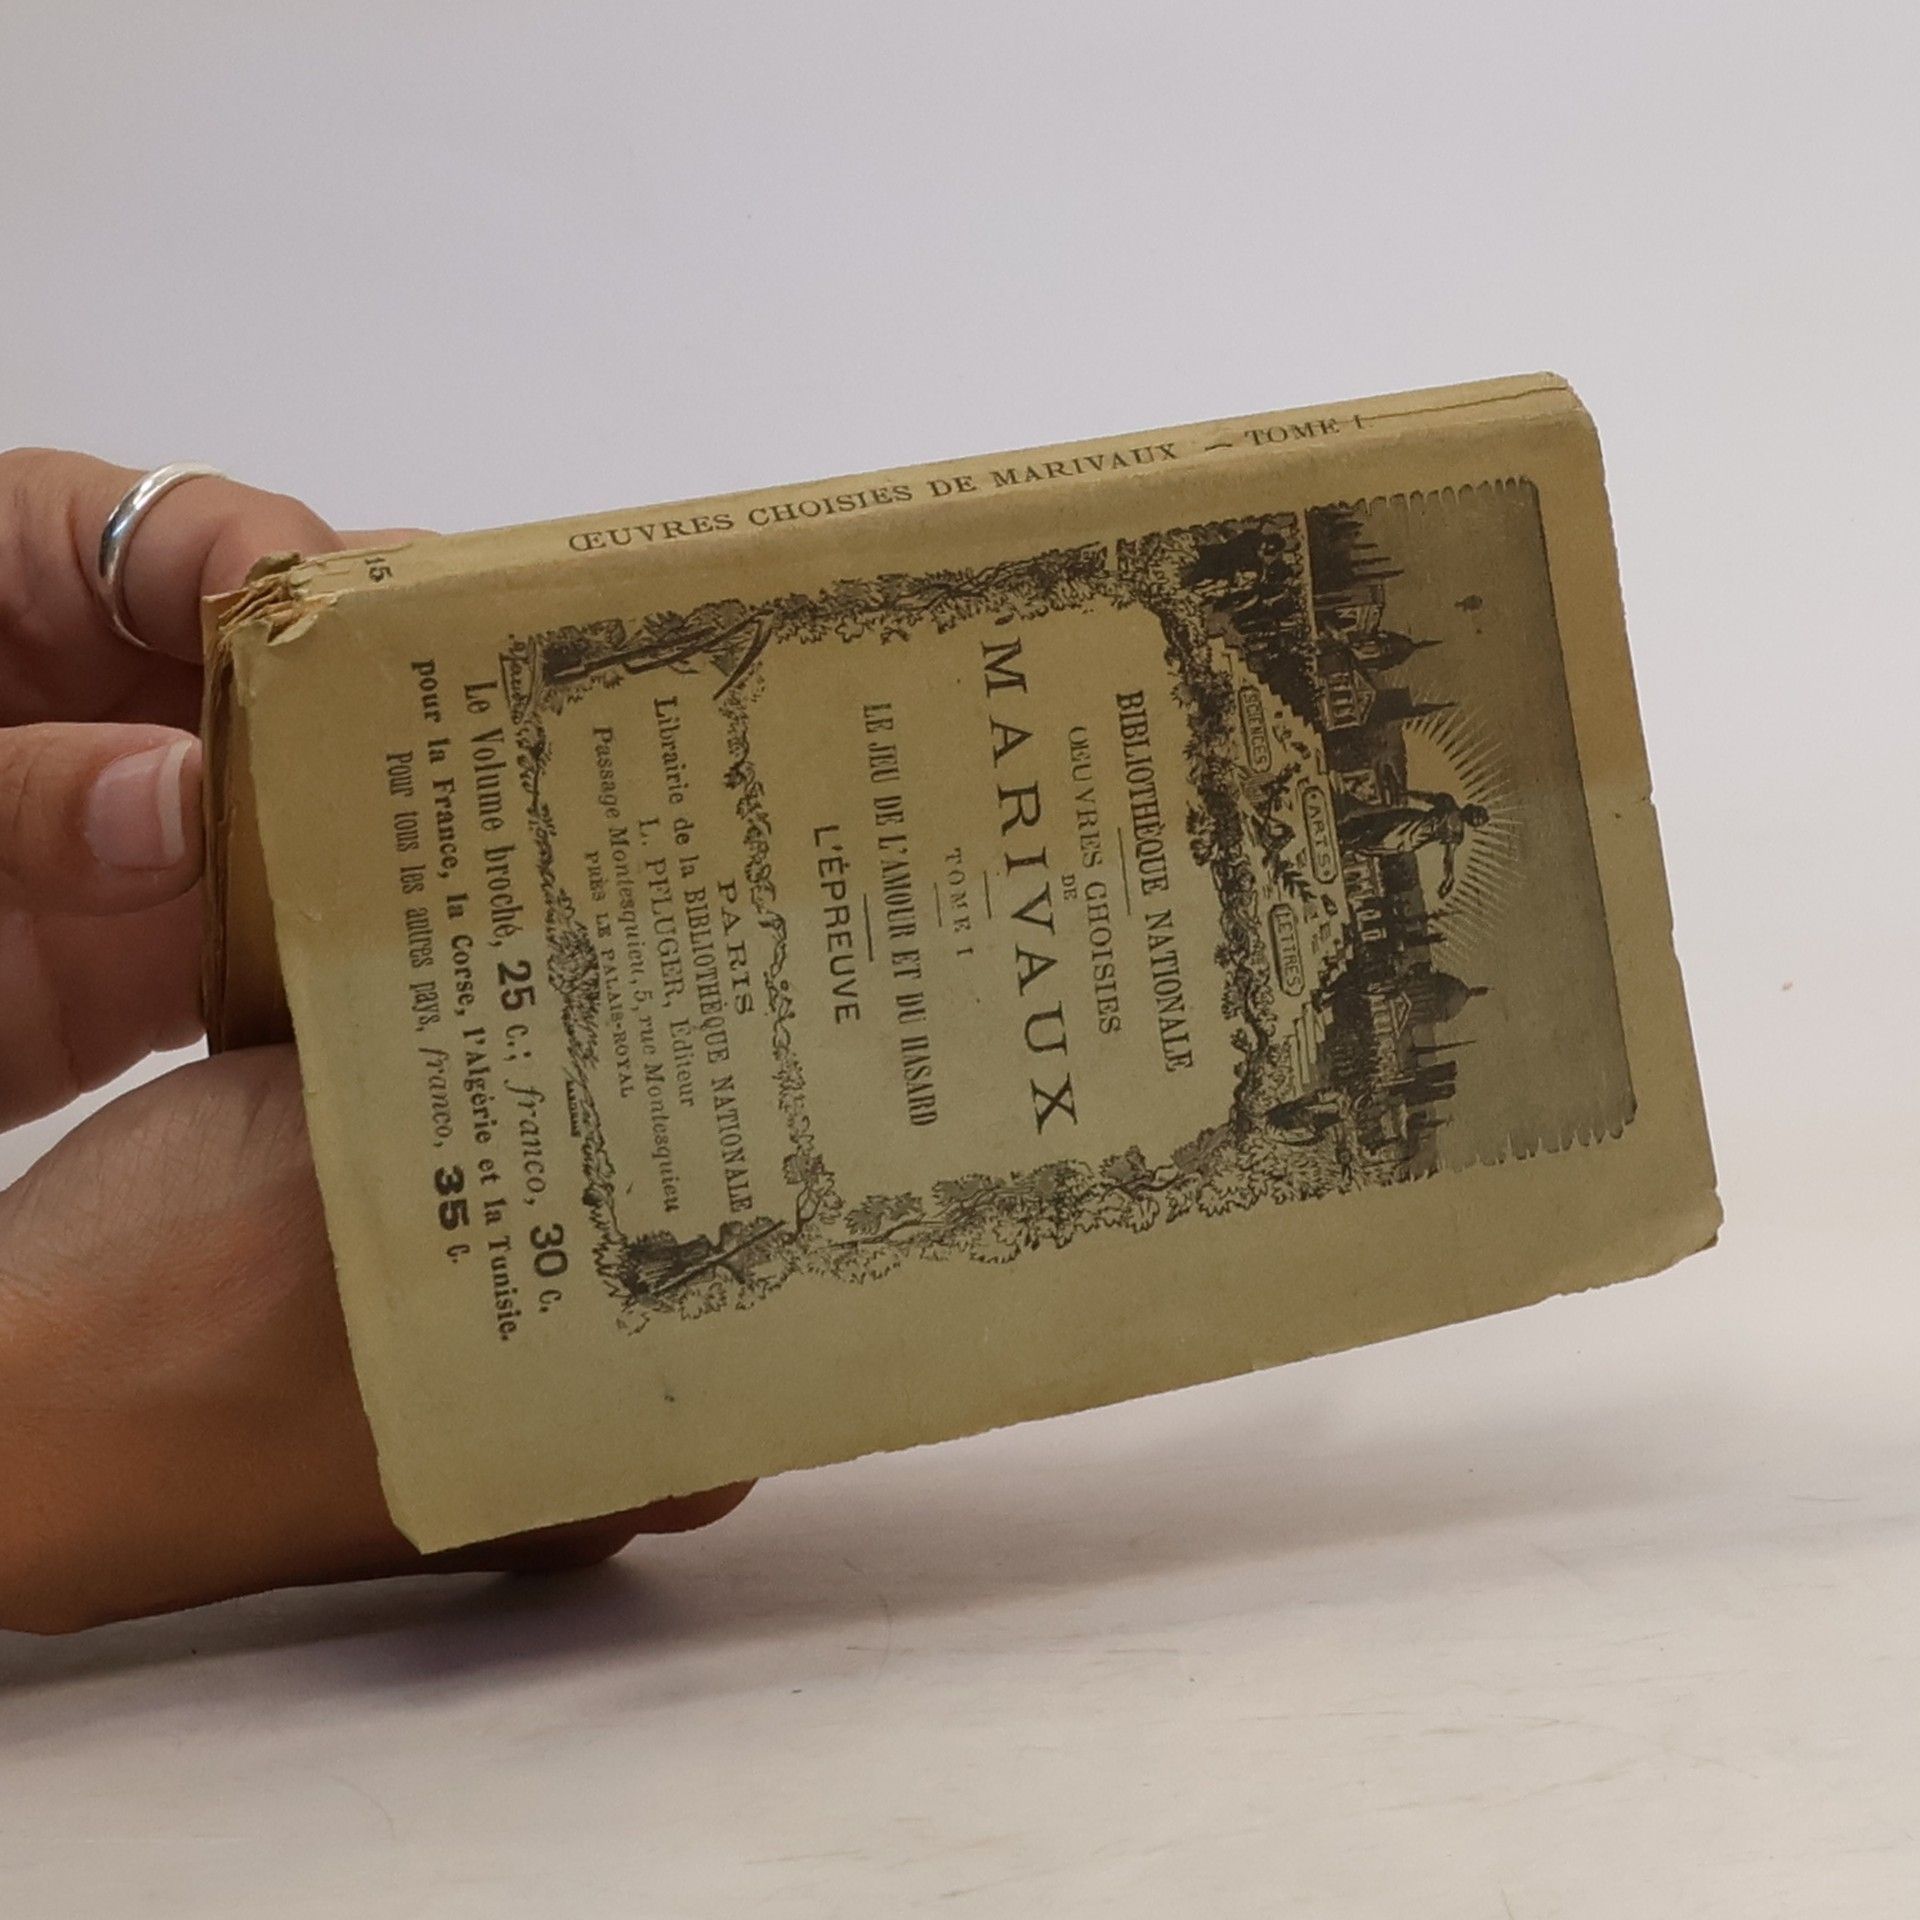 ŒUVRES CHOISIES DE MARIVAUX — TOME I.
15
SCIENCES
ARTS
LETTRES
BIBLIOTHÈQUE NATIONALE
ŒUVRES CHOISIES
DE
MARIVAUX
TOME I
LE JEU DE L'AMOUR ET DU HASARD
L'ÉPREUVE
PARIS
Librairie de la BIBLIOTHÈQUE NATIONALE
L. PFLUGER, Éditeur
Passage Montesquieu, 5, rue Montesquieu
PRÈS LE PALAIS-ROYAL
Le Volume broché, 25 c.; franco, 30 c.
pour la France, la Corse, l'Algérie et la Tunisie.
Pour tous les autres pays, franco, 35 c.